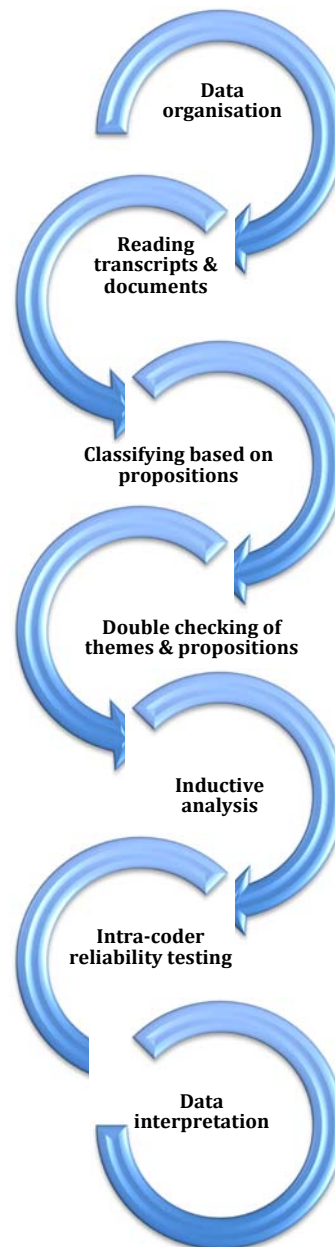 Data
organisation
Reading
transcripts &
documents
Classifying based on
propositions
Double checking of
themes & propositions
Inductive
analysis
Intra-coder
reliability testing
Data
interpretation